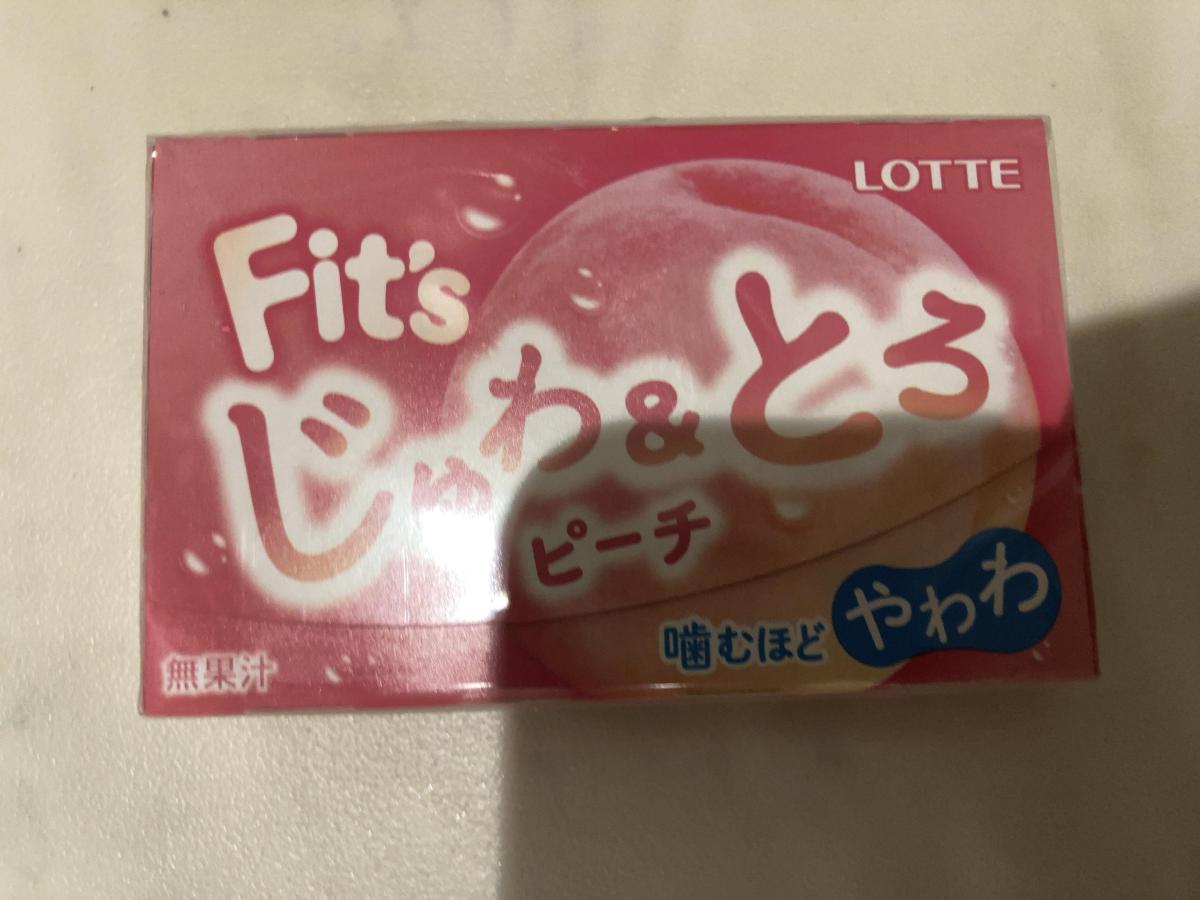 LOTTE
Fit's
じゅわ&とろ
ピーチ
噛むほど やわわ
無果汁